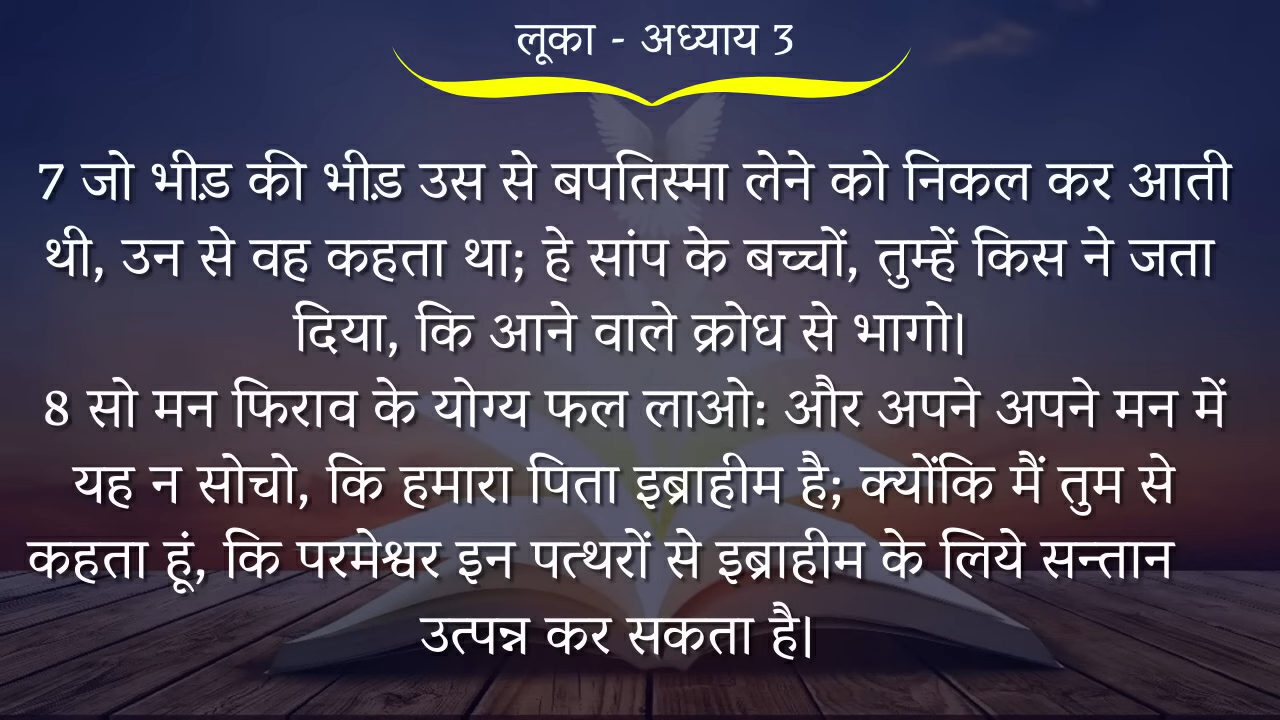 लूका - अध्याय 3
7 जो भीड़ की भीड़ उस से बपतिस्मा लेने को निकल कर आती
थी, उन से वह कहता था; हे सांप के बच्चों, तुम्हें किस ने जता
दिया, कि आने वाले क्रोध से भागो।
8 सो मन फिराव के योग्य फल लाओ: और अपने अपने मन में
यह न सोचो, कि हमारा पिता इब्राहीम है; क्योंकि मैं तुम से
कहता हूं, कि परमेश्वर इन पत्थरों से इब्राहीम के लिये सन्तान
उत्पन्न कर सकता है।